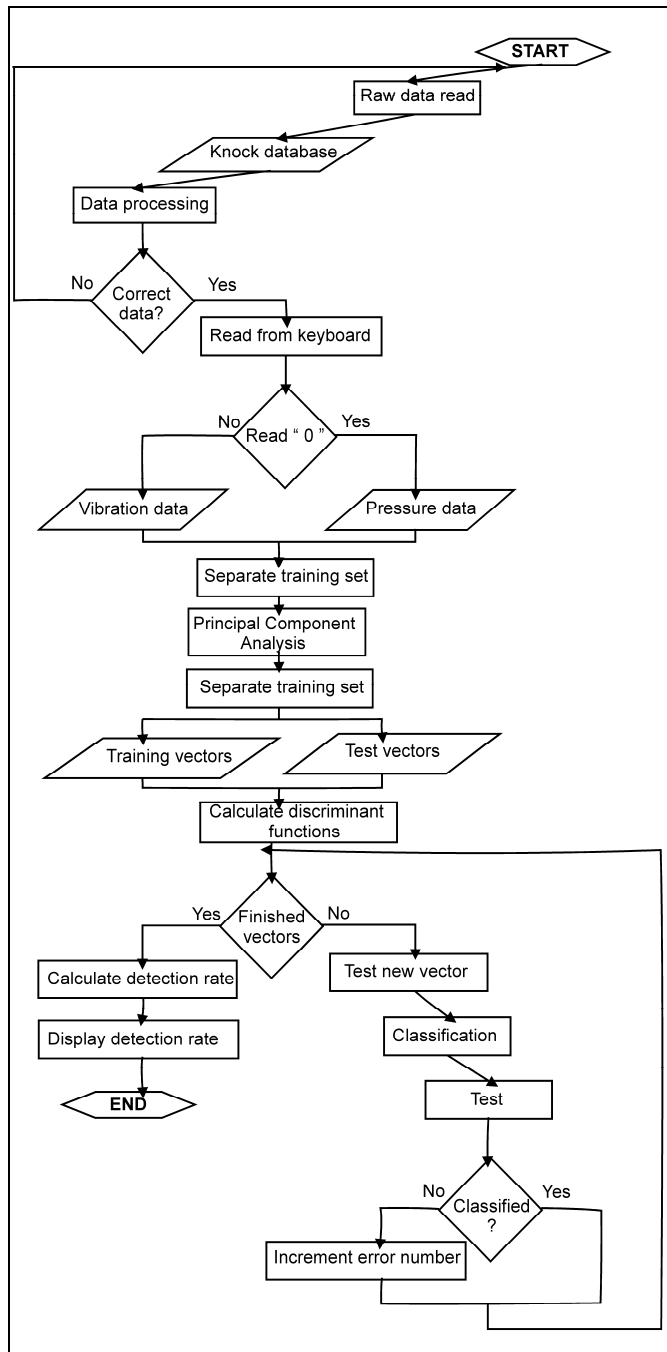 START
Raw data read
Knock database
Data processing
No
Yes
Correct
data?
Read from keyboard
No
Yes
Read “ 0 ”
Vibration data
Pressure data
Separate training set
Principal Component
Analysis
Separate training set
Training vectors
Test vectors
Calculate discriminant
functions
Yes
Finished
vectors
No
Calculate detection rate
Test new vector
Display detection rate
Classification
END
Test
No
Classified
?
Yes
Increment error number